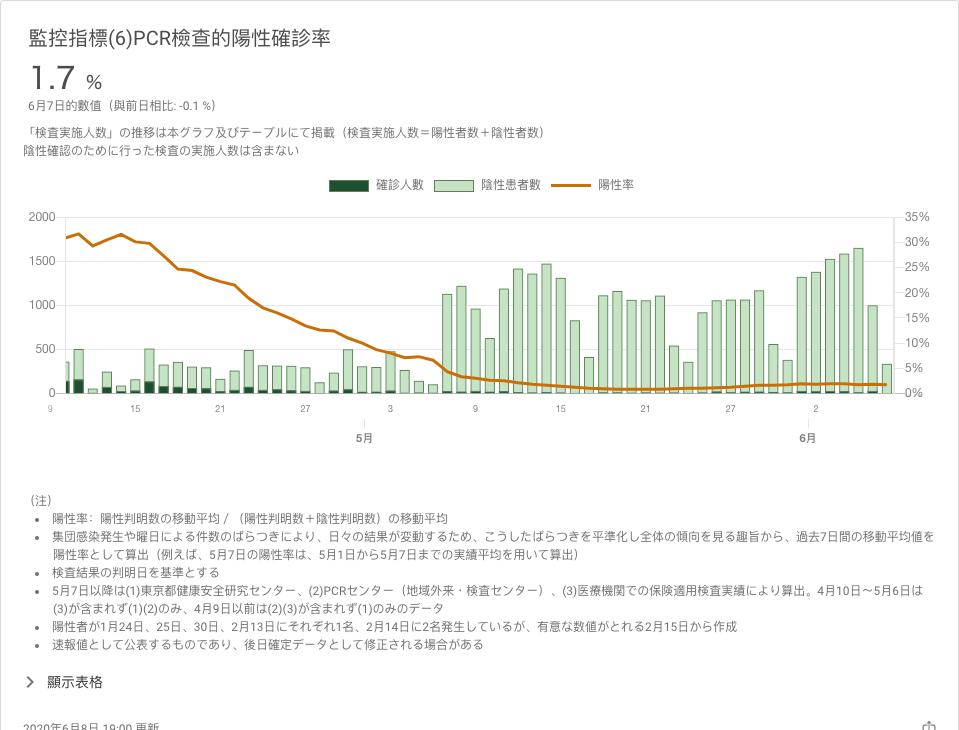 監控指標(6)PCR檢查的陽性確診率
1.7 %
6月7日的數值（與前日相比: -0.1 %）
「検査実施人数」の推移は本グラフ及びテーブルにて掲載（検査実施人数＝陽性者数＋陰性者数）
陰性確認のために行った検査の実施人数は含まない
確診人數 陰性患者數 陽性率
2000 35%
30%
1500
25%
20%
1000
15%
10%
500
5%
0 0%
9 15 21 27 3 9 15 21 27 2
5月 6月
（注）
• 陽性率：陽性判明数の移動平均 / （陽性判明数＋陰性判明数）の移動平均
• 集団感染発生や曜日による件数のばらつきにより、日々の結果が変動するため、こうしたばらつきを平準化し全体の傾向を見る趣旨から、過去7日間の移動平均値を
陽性率として算出（例えば、5月7日の陽性率は、5月1日から5月7日までの実績平均を用いて算出）
• 検査結果の判明日を基準とする
• 5月7日以降は(1)東京都健康安全研究センター、(2)PCRセンター（地域外来・検査センター）、(3)医療機関での保険適用検査実績により算出。4月10日～5月6日は
(3)が含まれず(1)(2)のみ、4月9日以前は(2)(3)が含まれず(1)のみのデータ
• 陽性者が1月24日、25日、30日、2月13日にそれぞれ1名、2月14日に2名発生しているが、有意な数値がとれる2月15日から作成
• 速報値として公表するものであり、後日確定データとして修正される場合がある
顯示表格
2020年6月8日 19:00 更新